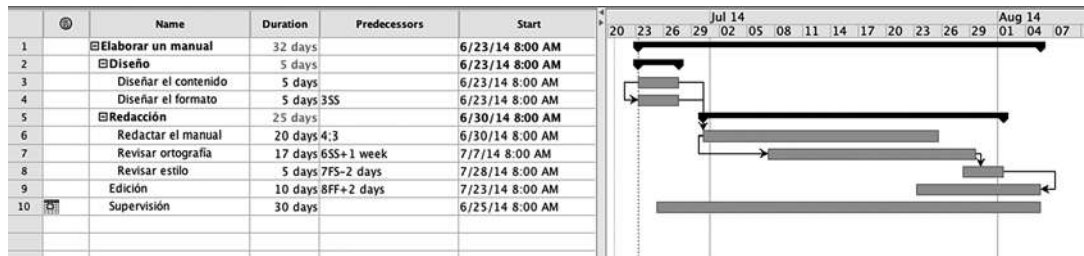 Name Duration Predecessors Start Jul 14 Aug 14
20 23 26 29 02 05 08 11 14 17 20 23 26 29 01 04 07
1 Elaborar un manual 32 days 6/23/14 8:00 AM
2 Diseño 5 days 6/23/14 8:00 AM
3 Diseñar el contenido 5 days 6/23/14 8:00 AM
4 Diseñar el formato 5 days 3SS 6/23/14 8:00 AM
5 Redacción 25 days 6/30/14 8:00 AM
6 Redactar el manual 20 days 4;3 6/30/14 8:00 AM
7 Revisar ortografía 17 days 6SS+1 week 7/7/14 8:00 AM
8 Revisar estilo 5 days 7FS-2 days 7/28/14 8:00 AM
9 Edición 10 days 8FF+2 days 7/23/14 8:00 AM
10 Supervisión 30 days 6/25/14 8:00 AM